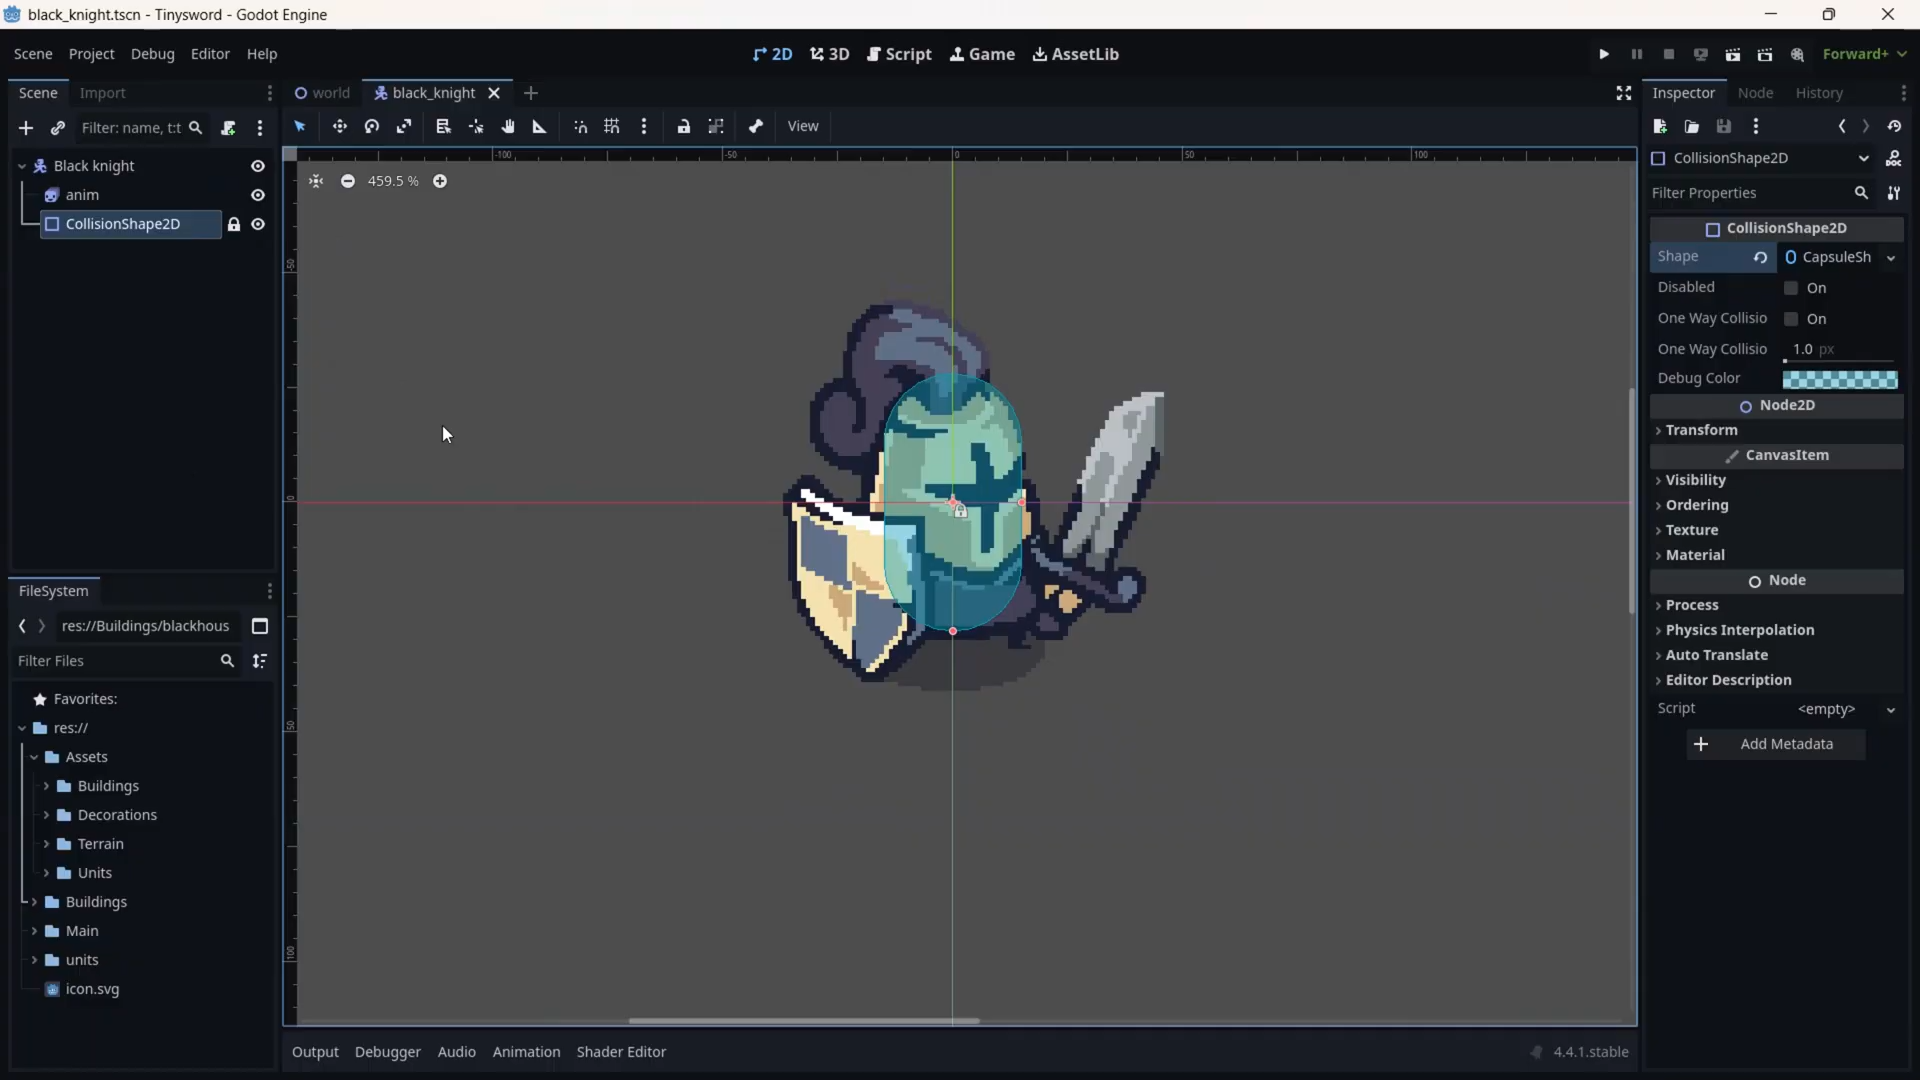 black_knight.tscn - Tinysword - Godot Engine
Scene Project Debug Editor Help
2D 3D Script Game AssetLib
Forward+
Scene Import
Filter: name, t:t
Black knight
anim
CollisionShape2D
FileSystem
res://Buildings/blackhous
Filter Files
Favorites:
res://
Assets
Buildings
Decorations
Terrain
Units
Buildings
Main
units
icon.svg
world black_knight
View
-100 -50 0 50 100
459.5 %
-50
0
50
100
Output Debugger Audio Animation Shader Editor
4.4.1.stable
Inspector Node History
CollisionShape2D
Filter Properties
CollisionShape2D
Shape CapsuleSh
Disabled On
One Way Collisio On
One Way Collisio 1.0 px
Debug Color
Node2D
Transform
CanvasItem
Visibility
Ordering
Texture
Material
Node
Process
Physics Interpolation
Auto Translate
Editor Description
Script <empty>
Add Metadata